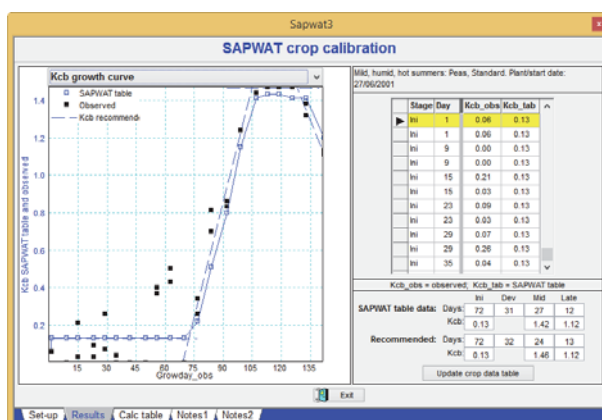 Sapwat3
x
SAPWAT crop calibration
Kcb growth curve
SAPWAT table
Observed
Kcb recommend
Kcb SAPWAT table and observed
1.4
1.2
1.0
0.8
0.6
0.4
0.2
15 30 45 60 75 90 105 120 135
Growday_obs
Mild, humid, hot summers: Peas, Standard. Plant/start date:
27/06/2001
Stage Day Kcb_obs Kcb_tab
Ini 1 0.06 0.13
Ini 1 0.06 0.13
Ini 9 0.00 0.13
Ini 9 0.00 0.13
Ini 15 0.21 0.13
Ini 15 0.03 0.13
Ini 23 0.09 0.13
Ini 23 0.03 0.13
Ini 29 0.07 0.13
Ini 29 0.26 0.13
Ini 35 0.04 0.13
Kcb_obs = observed; Kcb_tab = SAPWAT table
Ini Dev Mid Late
SAPWAT table data: Days: 72 31 27 12
Kcb: 0.13 1.42 1.12
Recommended: Days: 72 32 24 13
Kcb: 0.13 1.46 1.12
Update crop data table
Exit
Set-up Results Calc table Notes1 Notes2